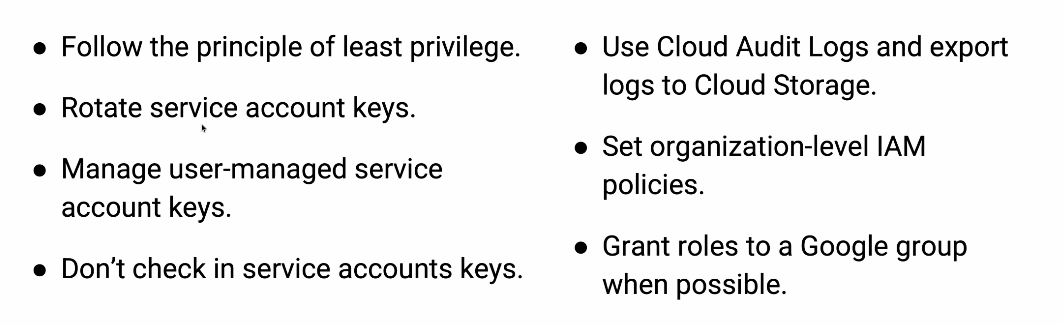 ● Follow the principle of least privilege.
● Rotate service account keys.
● Manage user-managed service
account keys.
● Don’t check in service accounts keys.
● Use Cloud Audit Logs and export
logs to Cloud Storage.
● Set organization-level IAM
policies.
● Grant roles to a Google group
when possible.